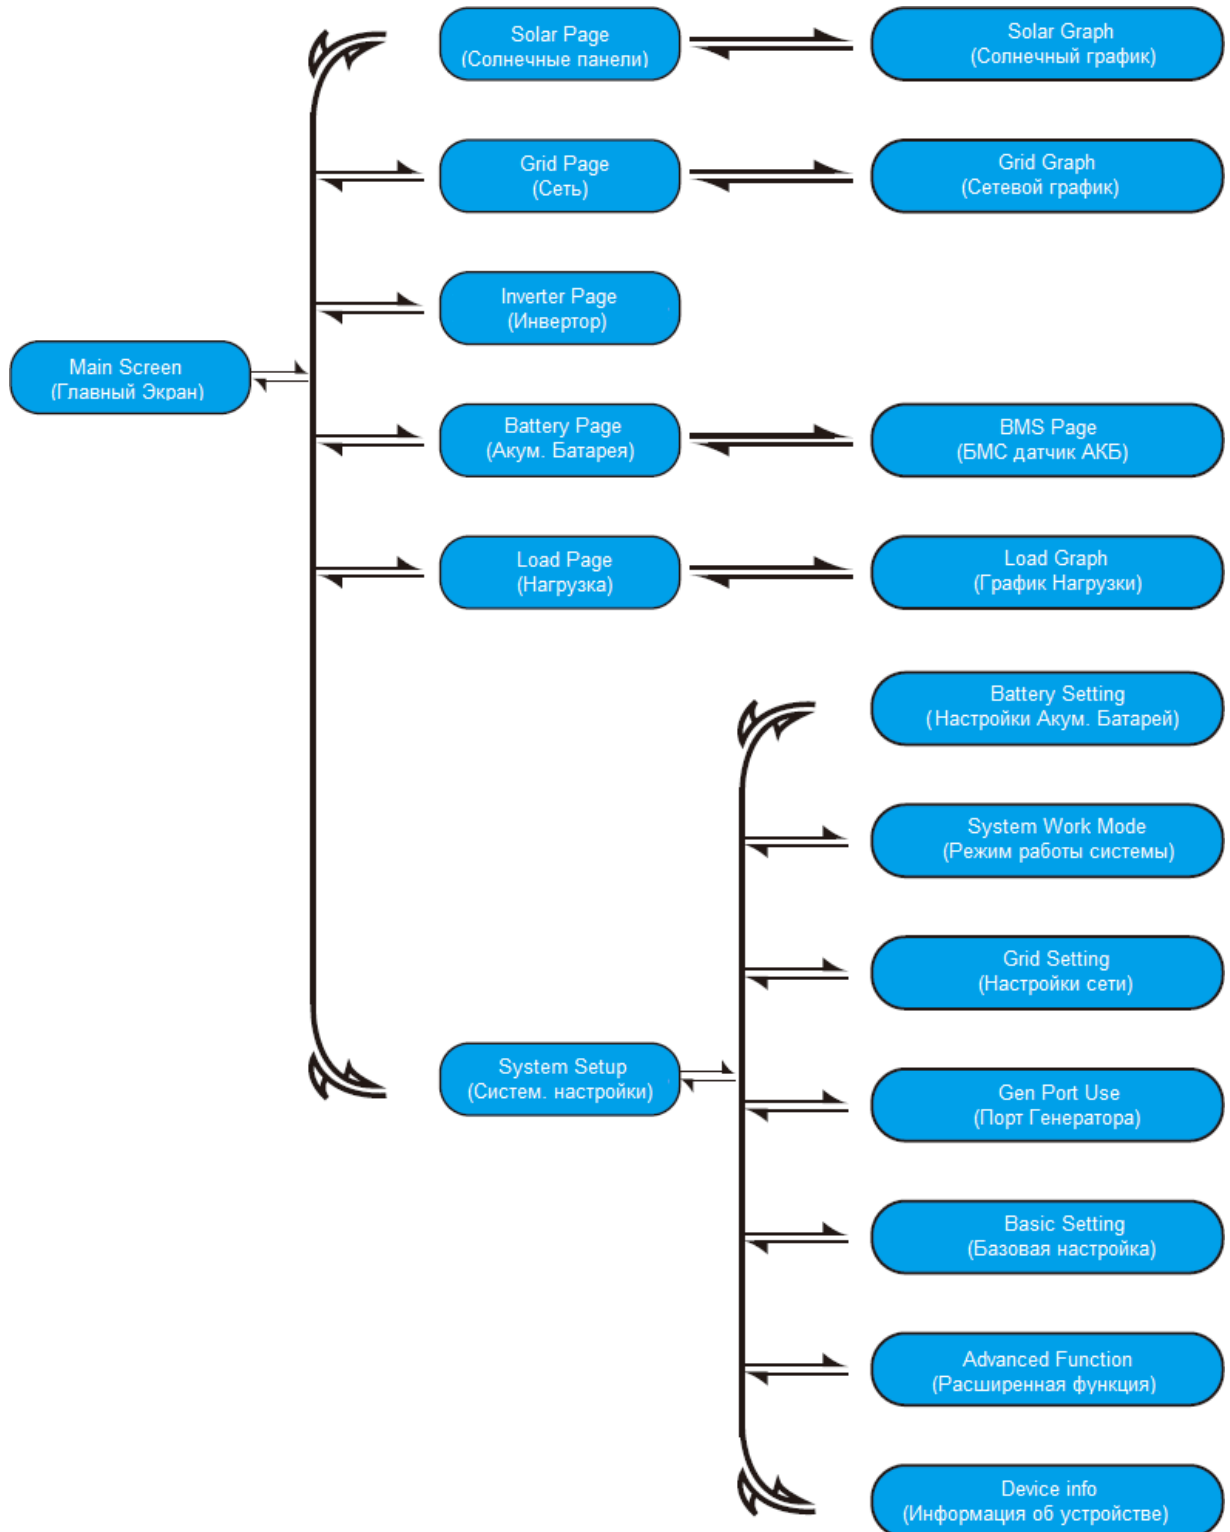 Solar Page
(Солнечные панели)
Solar Graph
(Солнечный график)
Grid Page
(Сеть)
Grid Graph
(Сетевой график)
Inverter Page
(Инвертор)
Main Screen
(Главный Экран)
Battery Page
(Акум. Батарея)
BMS Page
(БМС датчик АКБ)
Load Page
(Нагрузка)
Load Graph
(График Нагрузки)
Battery Setting
(Настройки Акум. Батарей)
System Work Mode
(Режим работы системы)
Grid Setting
(Настройки сети)
System Setup
(Систем. настройки)
Gen Port Use
(Порт Генератора)
Basic Setting
(Базовая настройка)
Advanced Function
(Расширенная функция)
Device info
(Информация об устройстве)